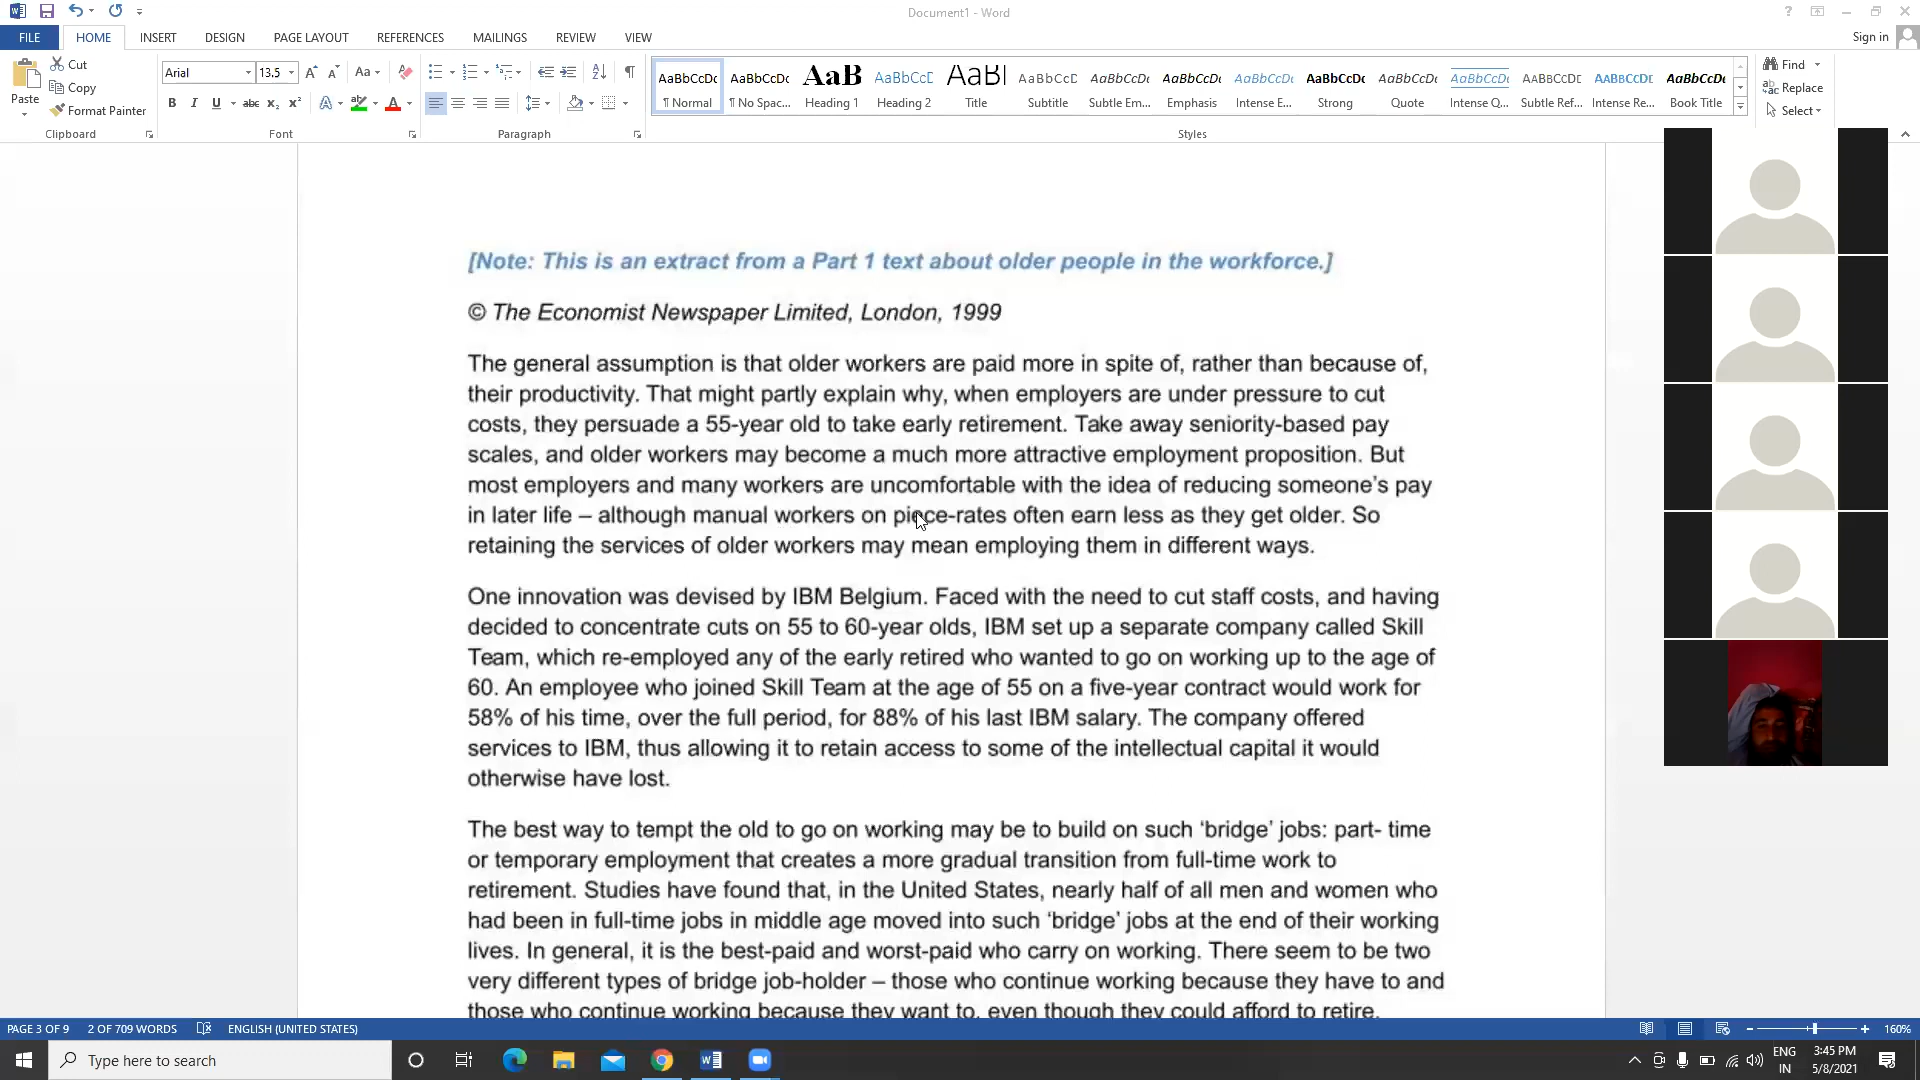 Document1 - Word
?
FILE HOME INSERT DESIGN PAGE LAYOUT REFERENCES MAILINGS REVIEW VIEW Sign in
Paste Cut
Copy
Format Painter
Arial 13.5 Aa
B I U abc x₂ x² A A
AaBbCcDc AaBbCcDc AaB AaBbCcD AaB AaBbCcD AaBbCcDc AaBbCcDc AaBbCcDc AaBbCcDc AaBbCcDc AaBbCcDc AABBCCDD AABBCCDE AaBbCcDc
¶ Normal ¶ No Spac... Heading 1 Heading 2 Title Subtitle Subtle Em... Emphasis Intense E... Strong Quote Intense Q... Subtle Ref... Intense Re... Book Title
Find
Replace
Select
Clipboard Font Paragraph Styles
[Note: This is an extract from a Part 1 text about older people in the workforce.]
© The Economist Newspaper Limited, London, 1999
The general assumption is that older workers are paid more in spite of, rather than because of,
their productivity. That might partly explain why, when employers are under pressure to cut
costs, they persuade a 55-year old to take early retirement. Take away seniority-based pay
scales, and older workers may become a much more attractive employment proposition. But
most employers and many workers are uncomfortable with the idea of reducing someone's pay
in later life – although manual workers on piece-rates often earn less as they get older. So
retaining the services of older workers may mean employing them in different ways.
One innovation was devised by IBM Belgium. Faced with the need to cut staff costs, and having
decided to concentrate cuts on 55 to 60-year olds, IBM set up a separate company called Skill
Team, which re-employed any of the early retired who wanted to go on working up to the age of
60. An employee who joined Skill Team at the age of 55 on a five-year contract would work for
58% of his time, over the full period, for 88% of his last IBM salary. The company offered
services to IBM, thus allowing it to retain access to some of the intellectual capital it would
otherwise have lost.
The best way to tempt the old to go on working may be to build on such ‘bridge’ jobs: part- time
or temporary employment that creates a more gradual transition from full-time work to
retirement. Studies have found that, in the United States, nearly half of all men and women who
had been in full-time jobs in middle age moved into such ‘bridge’ jobs at the end of their working
lives. In general, it is the best-paid and worst-paid who carry on working. There seem to be two
very different types of bridge job-holder – those who continue working because they have to and
those who continue working because they want to, even though they could afford to retire.
PAGE 3 OF 9 2 OF 709 WORDS ENGLISH (UNITED STATES) 160%
Type here to search
ENG
IN
3:45 PM
5/8/2021